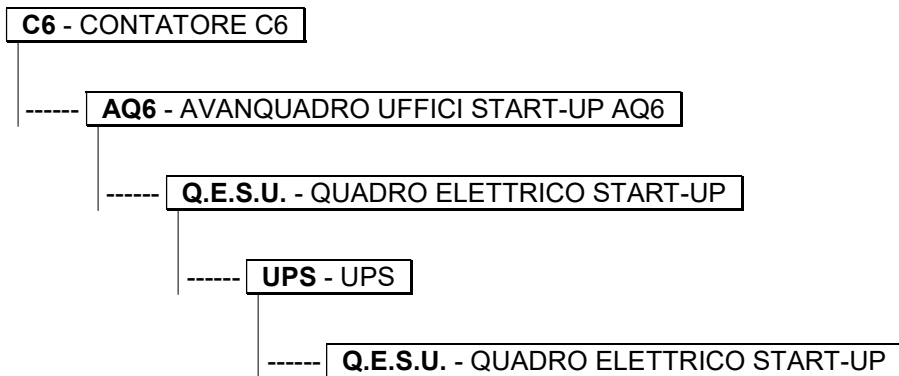 C6 - CONTATORE C6
------ AQ6 - AVANQUADRO UFFICI START-UP AQ6
------ Q.E.S.U. - QUADRO ELETTRICO START-UP
------ UPS - UPS
------ Q.E.S.U. - QUADRO ELETTRICO START-UP